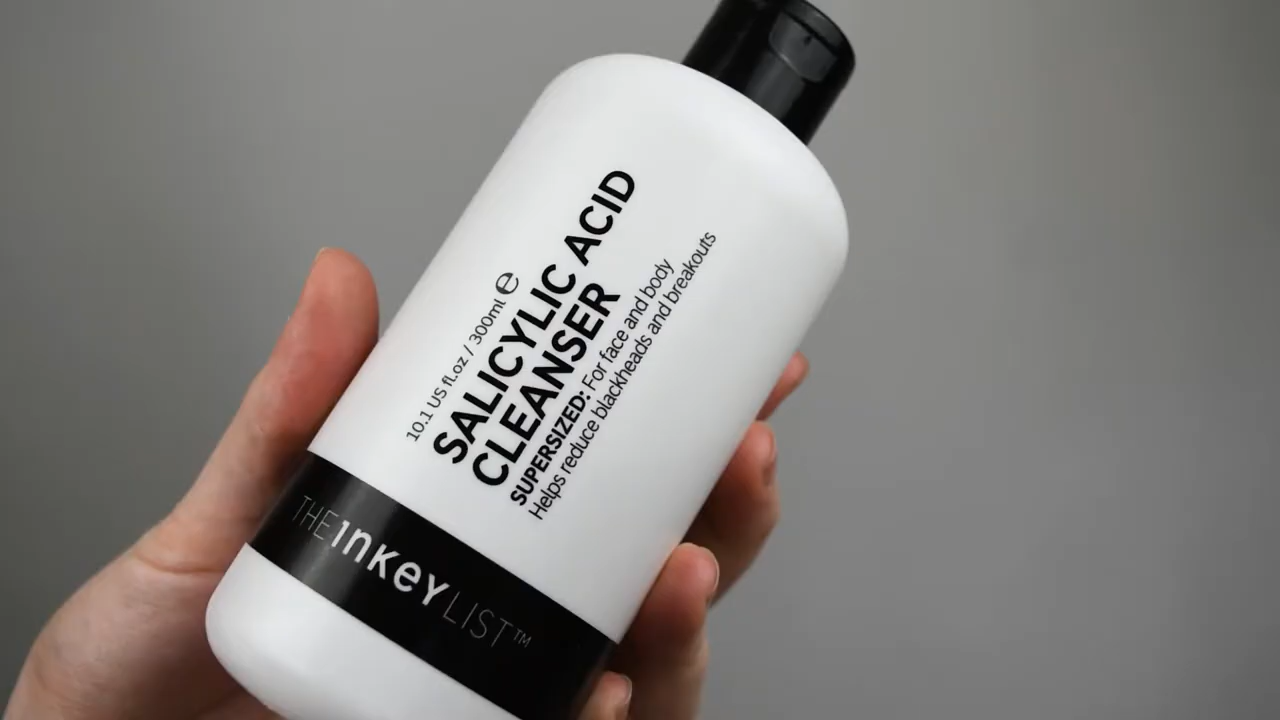 10.1 US fl.oz / 300ml ℮
SALICYLIC ACID
CLEANSER
SUPERSIZED: For face and body
Helps reduce blackheads and breakouts
THE INKEY LIST™